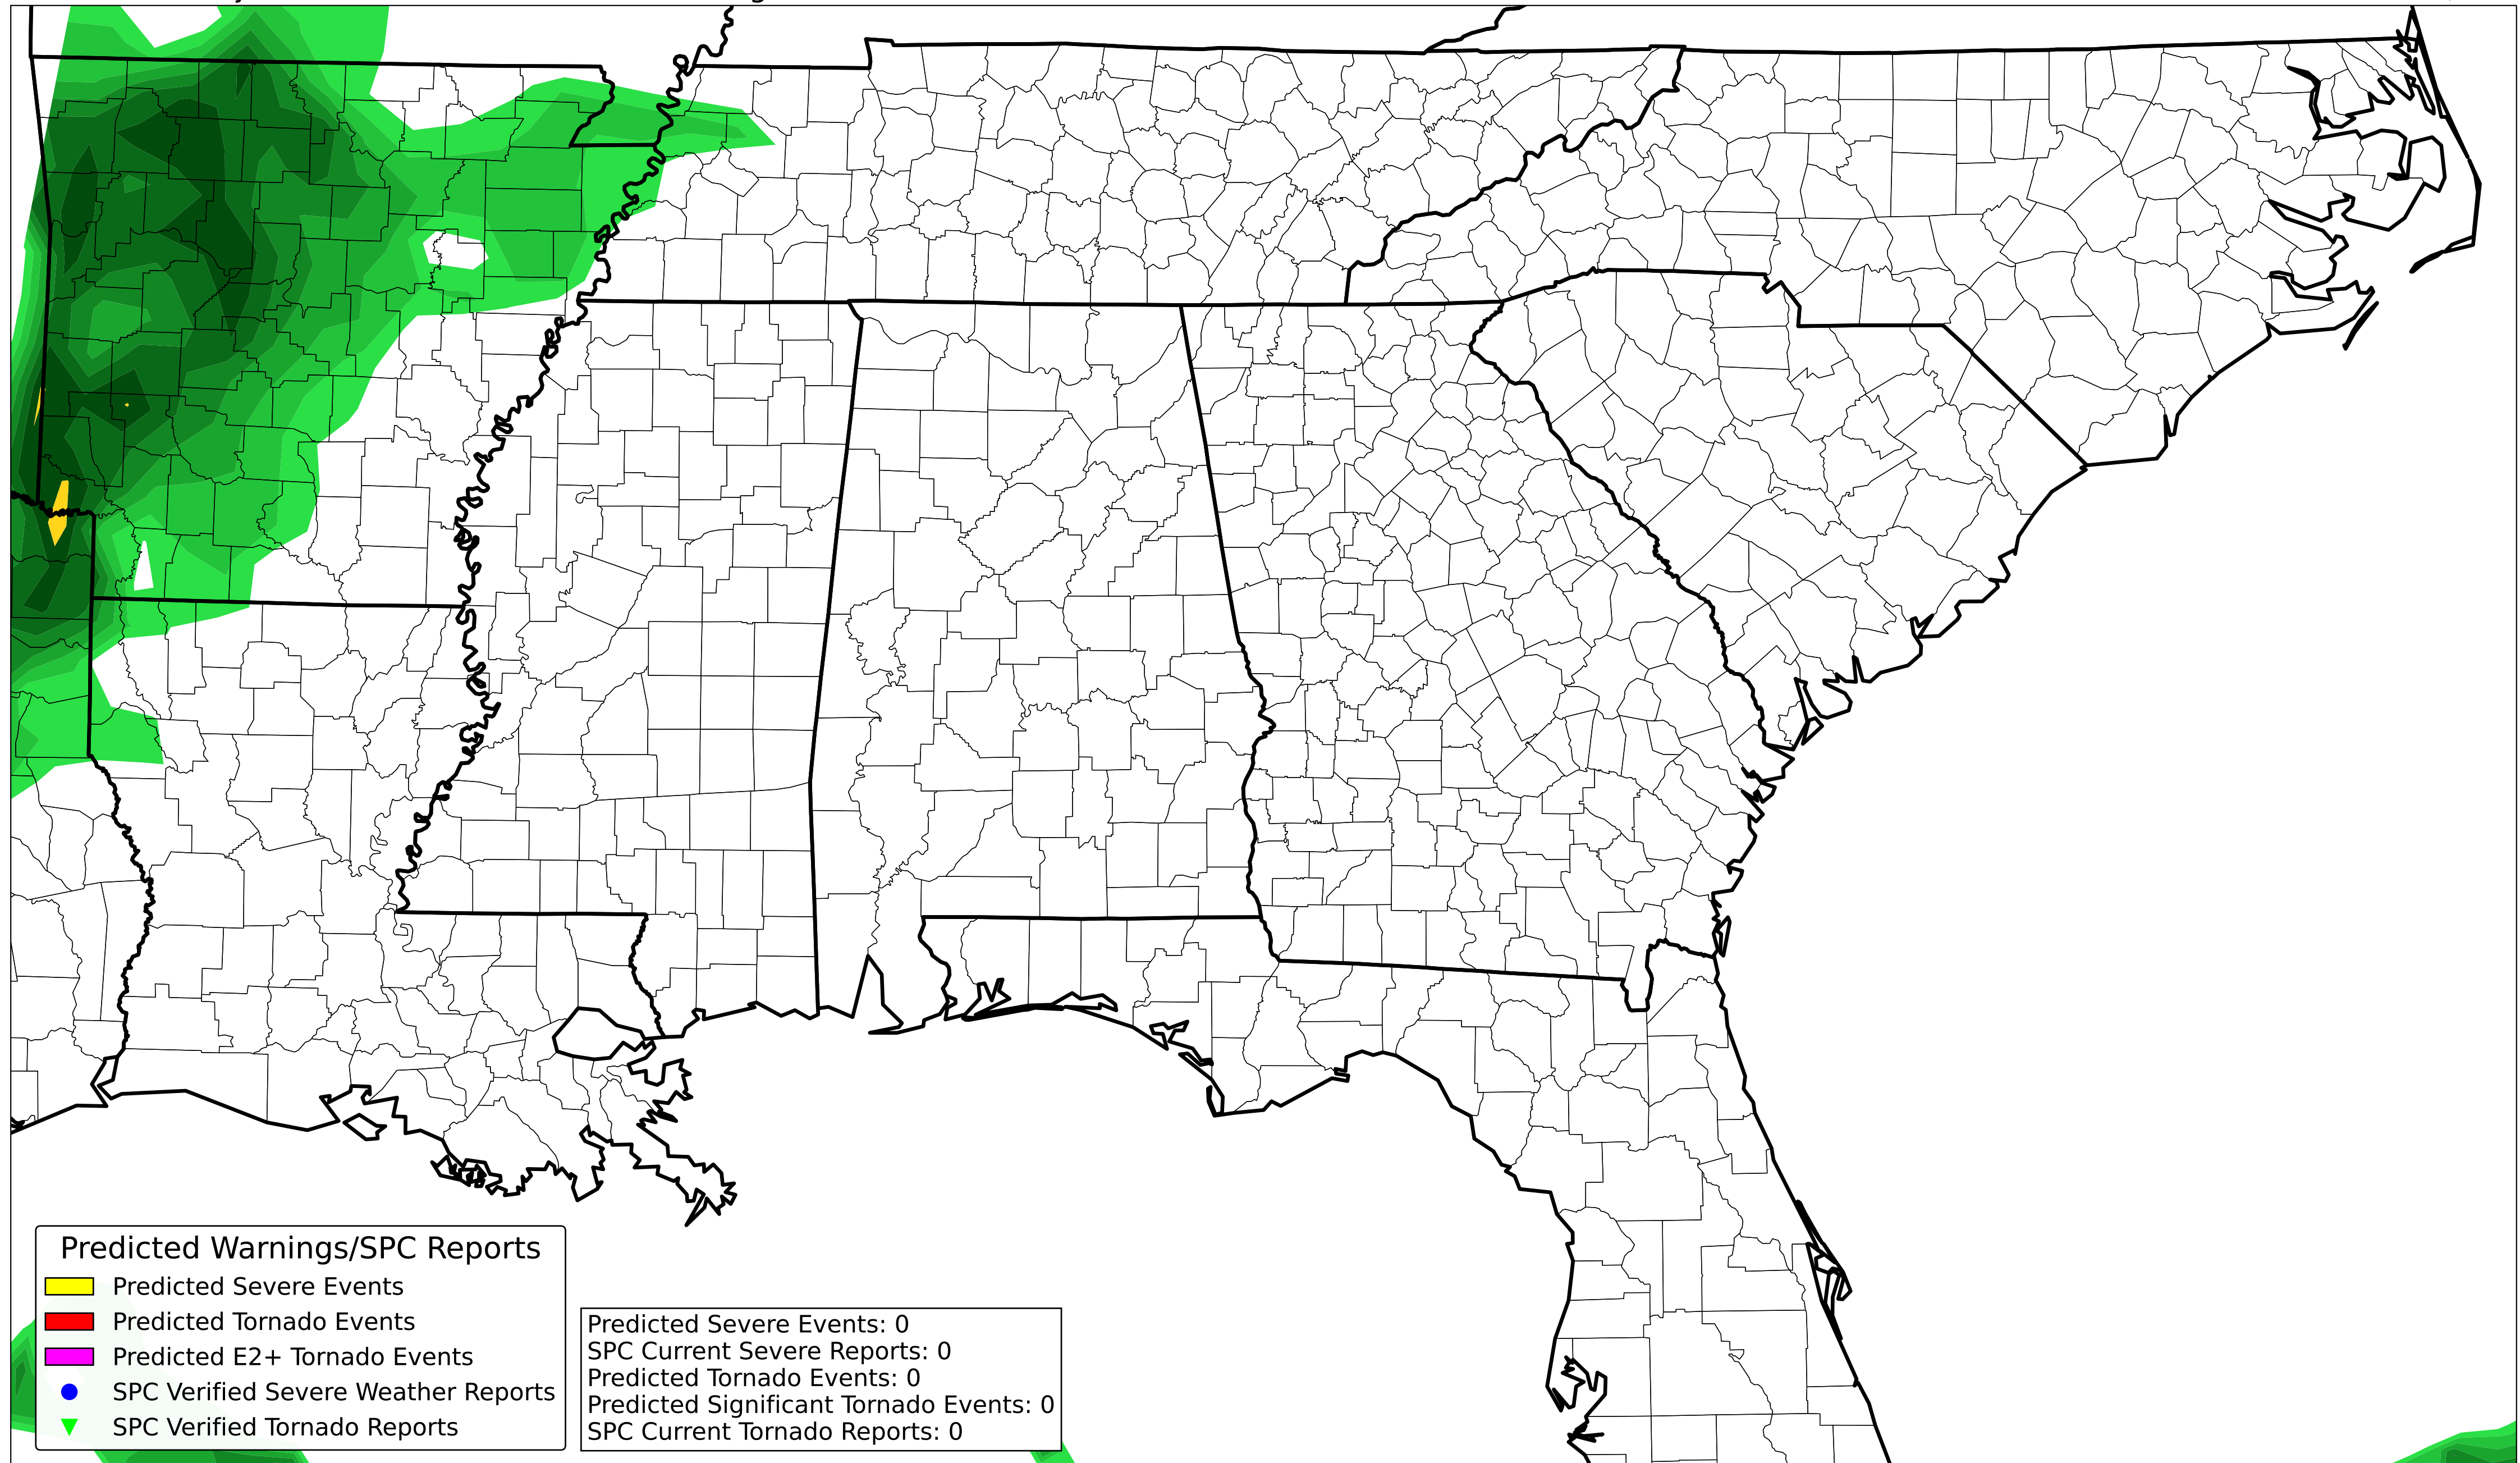 Predicted Warnings/SPC Reports
Predicted Severe Events
Predicted Tornado Events
Predicted E2+ Tornado Events
SPC Verified Severe Weather Reports
SPC Verified Tornado Reports
Predicted Severe Events: 0
SPC Current Severe Reports: 0
Predicted Tornado Events: 0
Predicted Significant Tornado Events: 0
SPC Current Tornado Reports: 0